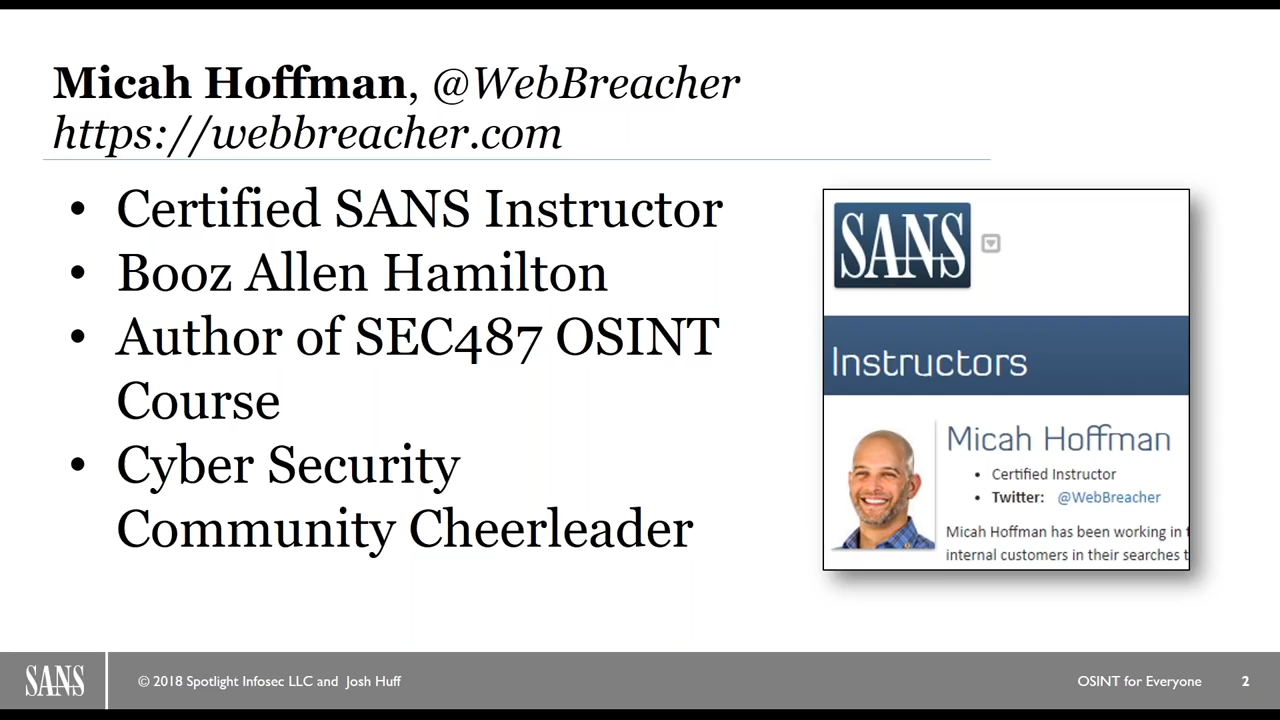 Micah Hoffman, @WebBreacher
https://webbreacher.com
• Certified SANS Instructor
• Booz Allen Hamilton
• Author of SEC487 OSINT
Course
• Cyber Security
Community Cheerleader
SANS
Instructors
Micah Hoffman
• Certified Instructor
• Twitter: @WebBreacher
Micah Hoffman has been working in
internal customers in their searches
SANS
© 2018 Spotlight Infosec LLC and Josh Huff
OSINT for Everyone
2